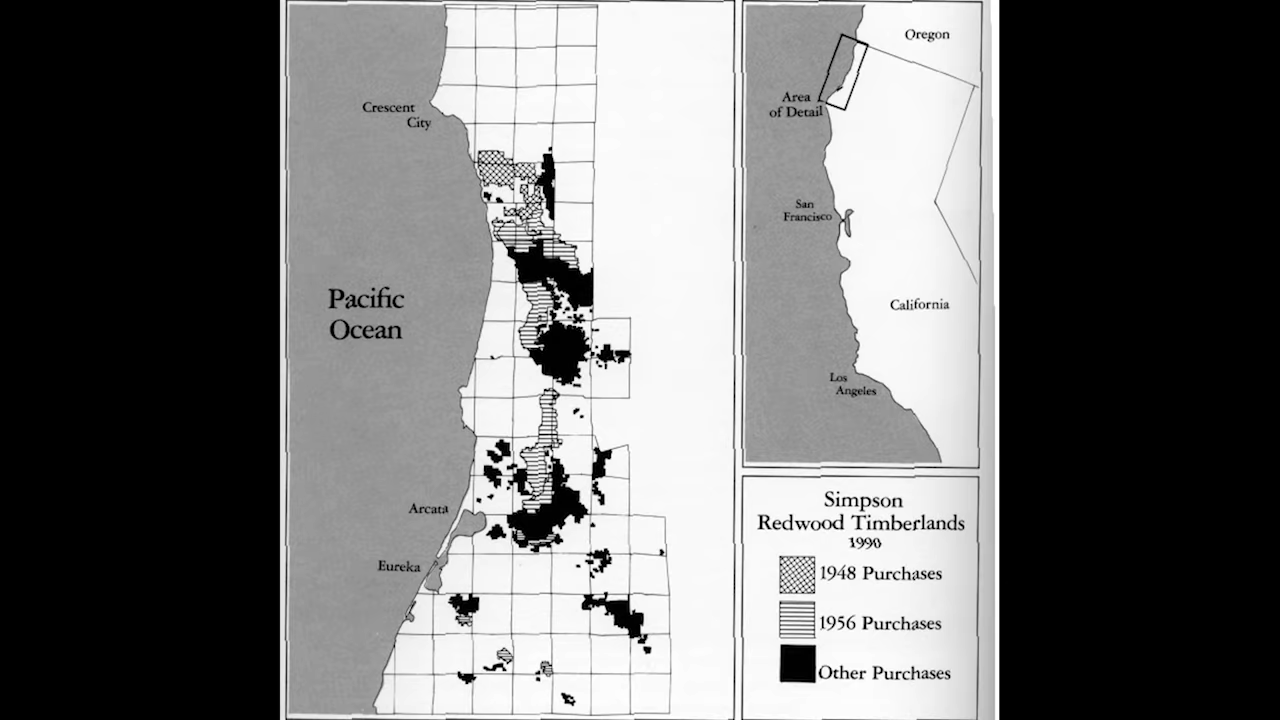 Crescent
City
Pacific
Ocean
Arcata
Eureka
Oregon
Area
of Detail
San
Francisco
California
Los
Angeles
Simpson
Redwood Timberlands
1990
1948 Purchases
1956 Purchases
Other Purchases